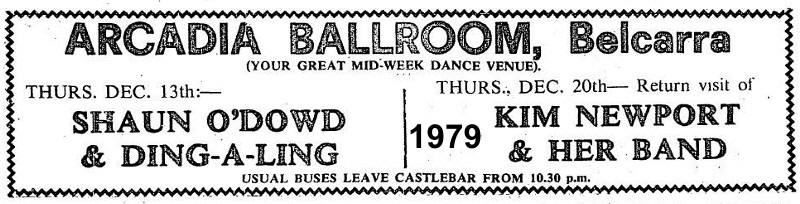 ARCADIA BALLROOM, Belcarra
(YOUR GREAT MID-WEEK DANCE VENUE).
THURS. DEC. 13th:—
SHAUN O'DOWD
& DING-A-LING
1979
THURS., DEC. 20th— Return visit of
KIM NEWPORT
& HER BAND
USUAL BUSES LEAVE CASTLEBAR FROM 10.30 p.m.